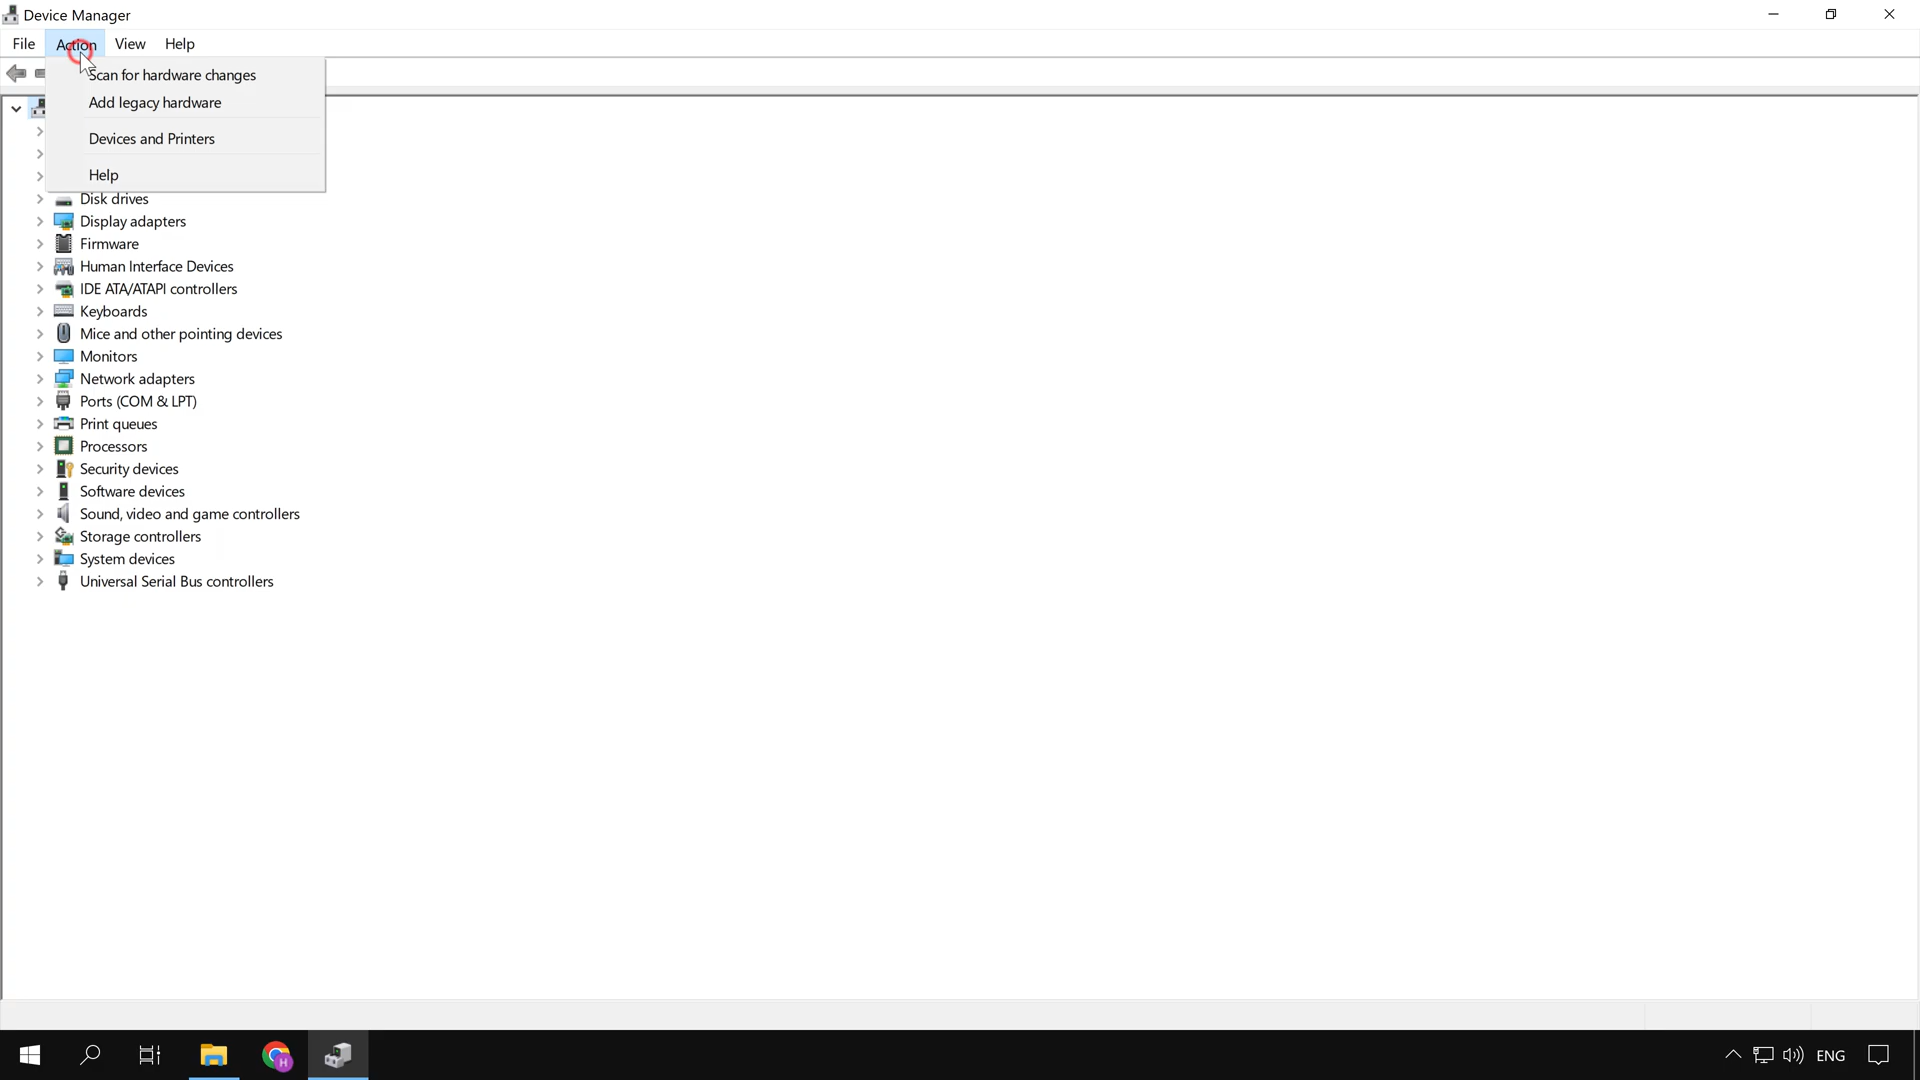 Device Manager
File Action View Help
Scan for hardware changes
Add legacy hardware
Devices and Printers
Help
Disk drives
Display adapters
Firmware
Human Interface Devices
IDE ATA/ATAPI controllers
Keyboards
Mice and other pointing devices
Monitors
Network adapters
Ports (COM & LPT)
Print queues
Processors
Security devices
Software devices
Sound, video and game controllers
Storage controllers
System devices
Universal Serial Bus controllers
H ENG